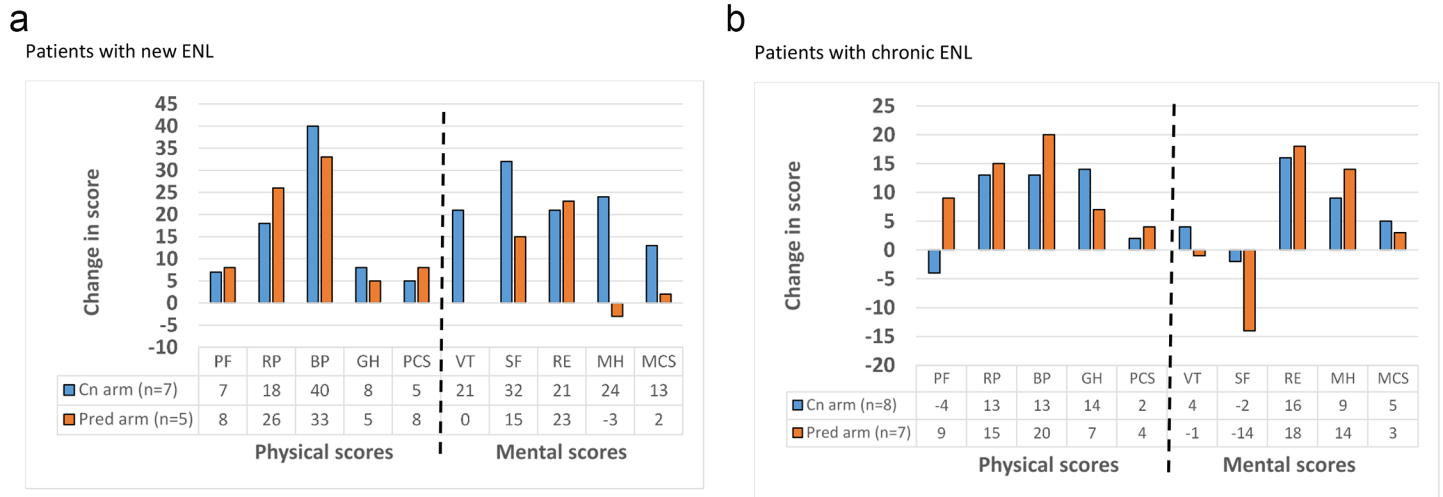 a
Patients with new ENL
Change in score
45
40
35
30
25
20
15
10
5
0
-5
-10
PF RP BP GH PCS VT SF RE MH MCS
Cn arm (n=7) 7 18 40 8 5 21 32 21 24 13
Pred arm (n=5) 8 26 33 5 8 0 15 23 -3 2
Physical scores Mental scores
b
Patients with chronic ENL
Change in score
25
20
15
10
5
0
-5
-10
-15
-20
PF RP BP GH PCS VT SF RE MH MCS
Cn arm (n=8) -4 13 13 14 2 4 -2 16 9 5
Pred arm (n=7) 9 15 20 7 4 -1 -14 18 14 3
Physical scores Mental scores